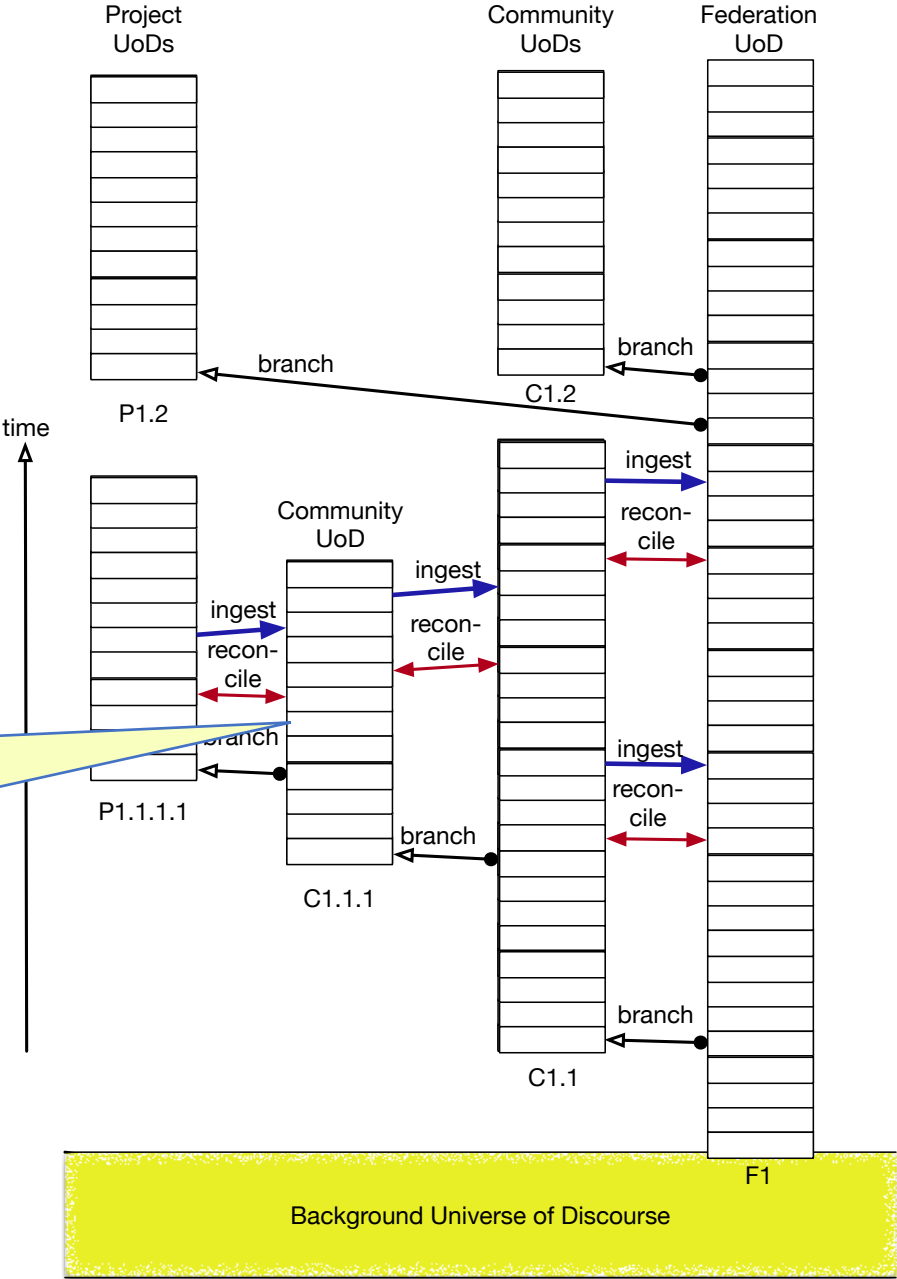 Project
UoDs
Community
UoDs
Federation
UoD
branch
branch
P1.2
C1.2
time
ingest
recon-
cile
Community
UoD
ingest
ingest
recon-
cile
recon-
cile
branch
ingest
recon-
cile
P1.1.1.1
branch
C1.1.1
branch
C1.1
F1
Background Universe of Discourse